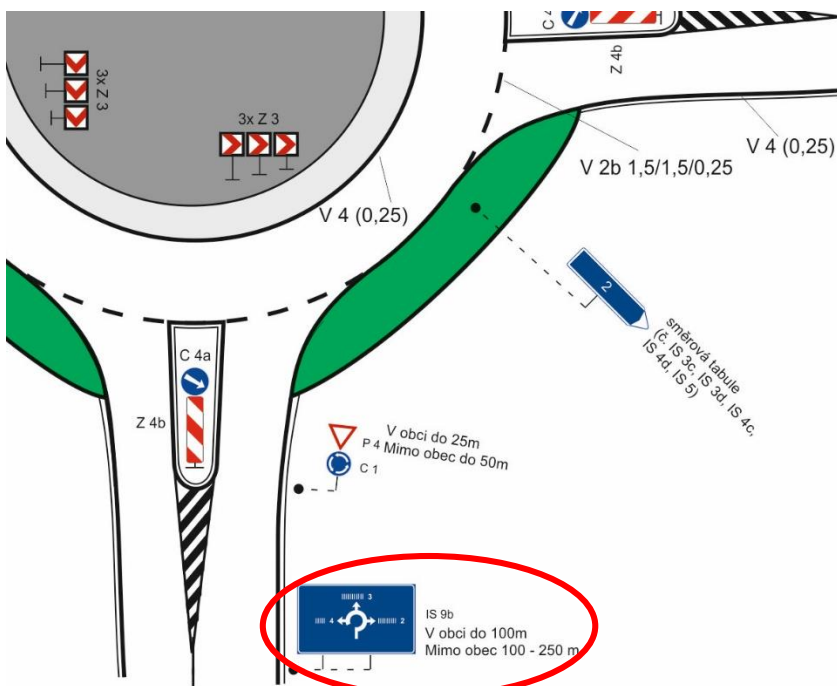 C 4
Z 4b
3x Z 3
3x Z 3
V 4 (0,25)
V 2b 1,5/1,5/0,25
V 4 (0,25)
2
směrová tabule
(č. IS 3c, IS 3d, IS 4c,
IS 4d, IS 5)
C 4a
Z 4b
V obci do 25m
P 4 Mimo obec do 50m
C 1
3
4
2
IS 9b
V obci do 100m
Mimo obec 100 - 250 m